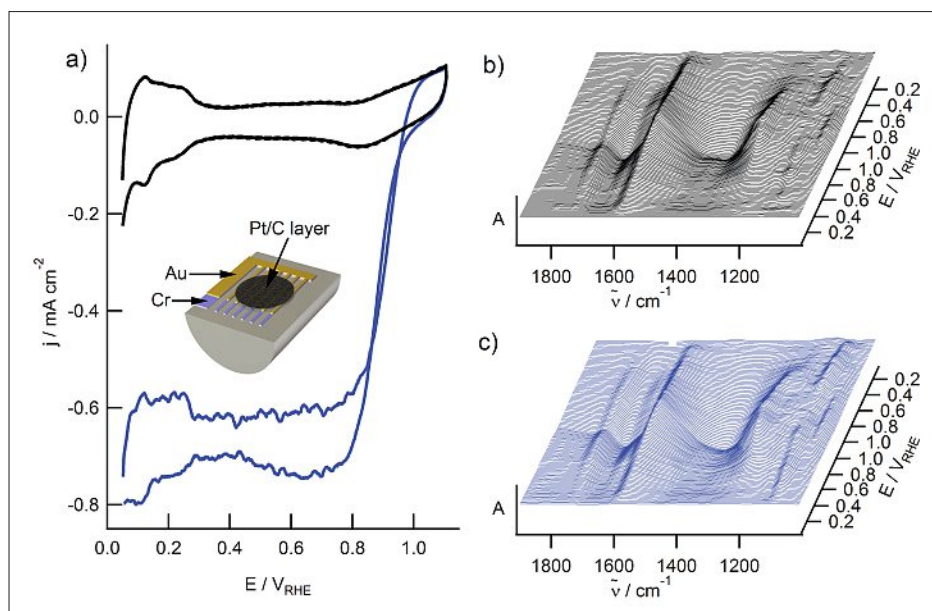 a)
0.0
-0.2
-0.4
-0.6
-0.8
j / mA cm⁻²
0.0 0.2 0.4 0.6 0.8 1.0
E / V_RHE
Pt/C layer
Au
Cr
b)
A
1800 1600 1400 1200
ν̃ / cm⁻¹
0.2
0.4
0.6
0.8
1.0
0.8
0.6
0.4
0.2
E / V_RHE
c)
A
1800 1600 1400 1200
ν̃ / cm⁻¹
0.2
0.4
0.6
0.8
1.0
0.8
0.6
0.4
0.2
E / V_RHE